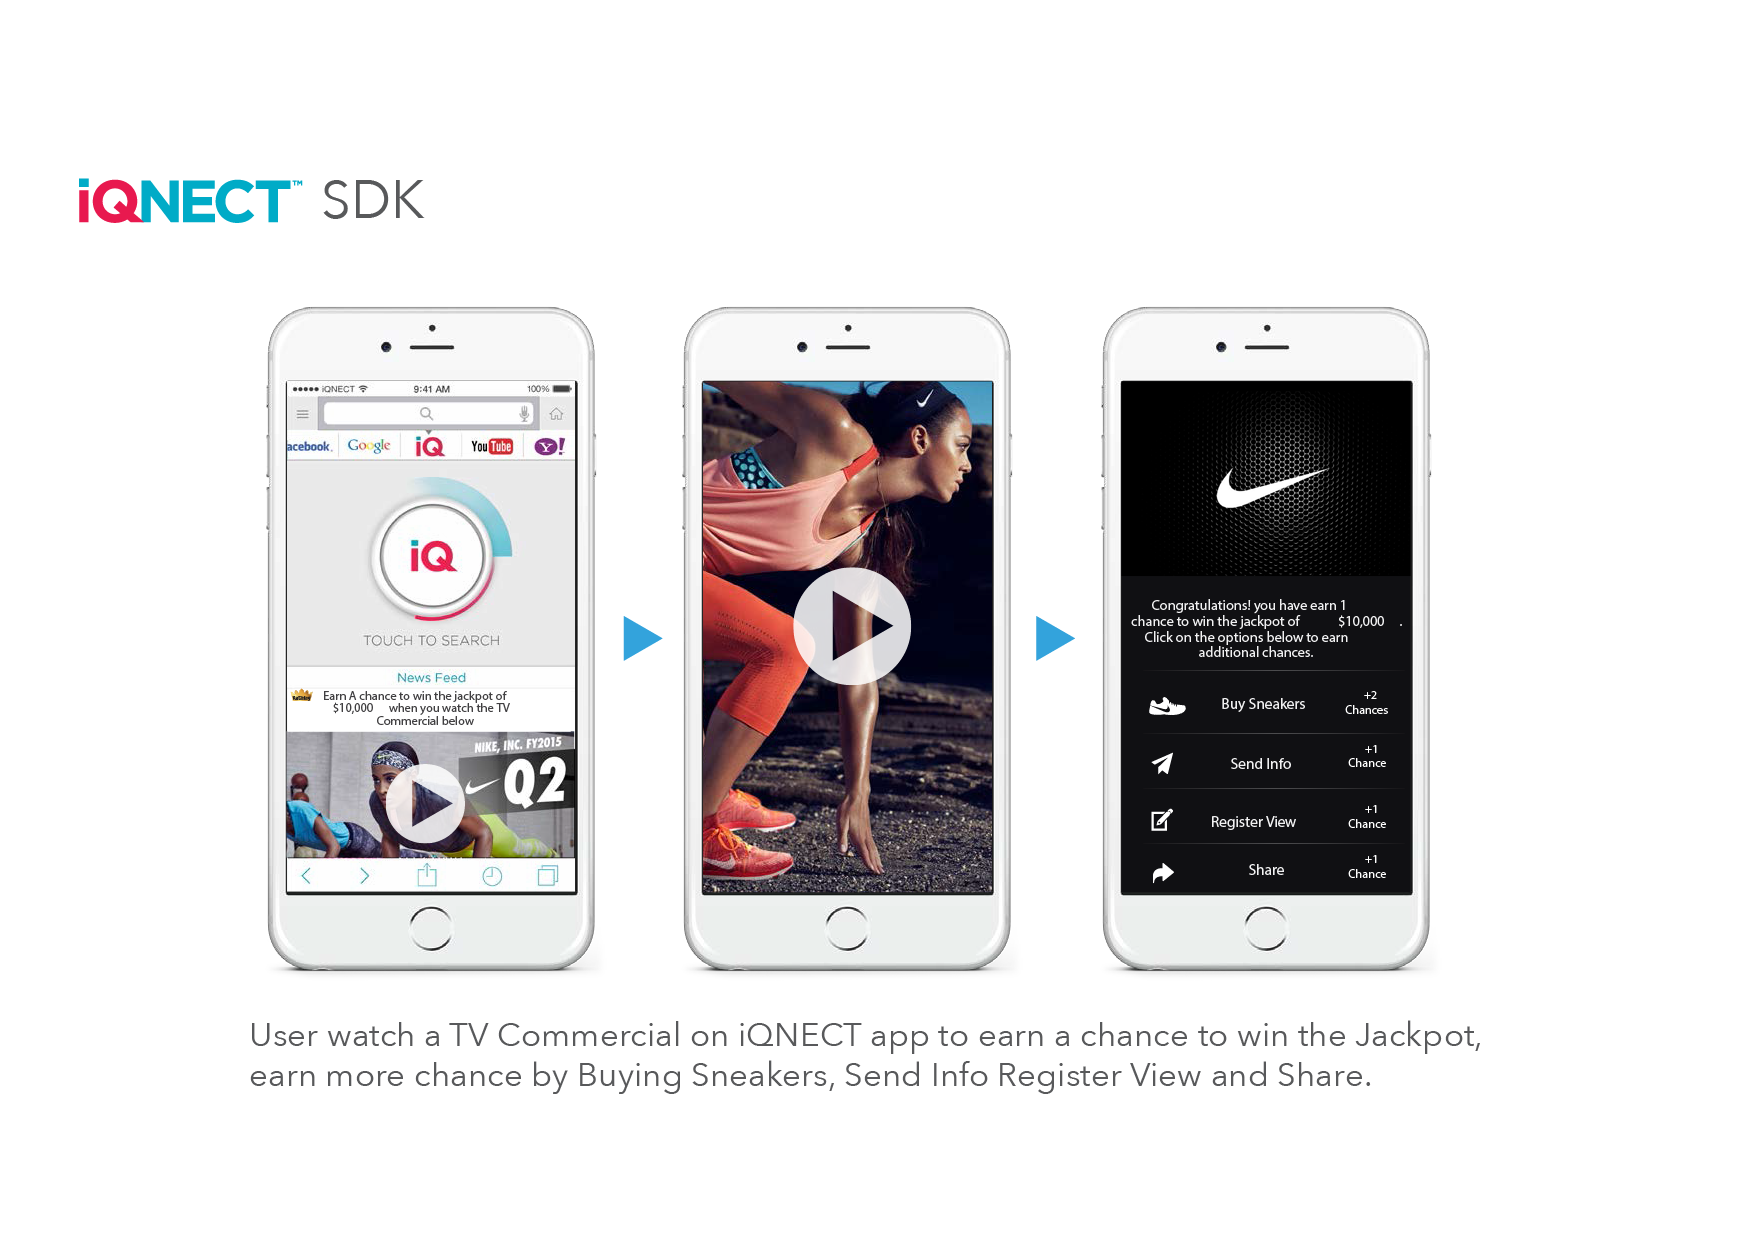 iQNECT™ SDK
iQNECT 9:41 AM 100%
acebook. Google iQ YouTube Y!
iQ
TOUCH TO SEARCH
News Feed
Earn A chance to win the jackpot of
$10,000 when you watch the TV
Commercial below
NIKE, INC. FY2015
Q2
Congratulations! you have earn 1
chance to win the jackpot of $10,000 .
Click on the options below to earn
additional chances.
Buy Sneakers +2 Chances
Send Info +1 Chance
Register View +1 Chance
Share +1 Chance
User watch a TV Commercial on iQNECT app to earn a chance to win the Jackpot,
earn more chance by Buying Sneakers, Send Info Register View and Share.